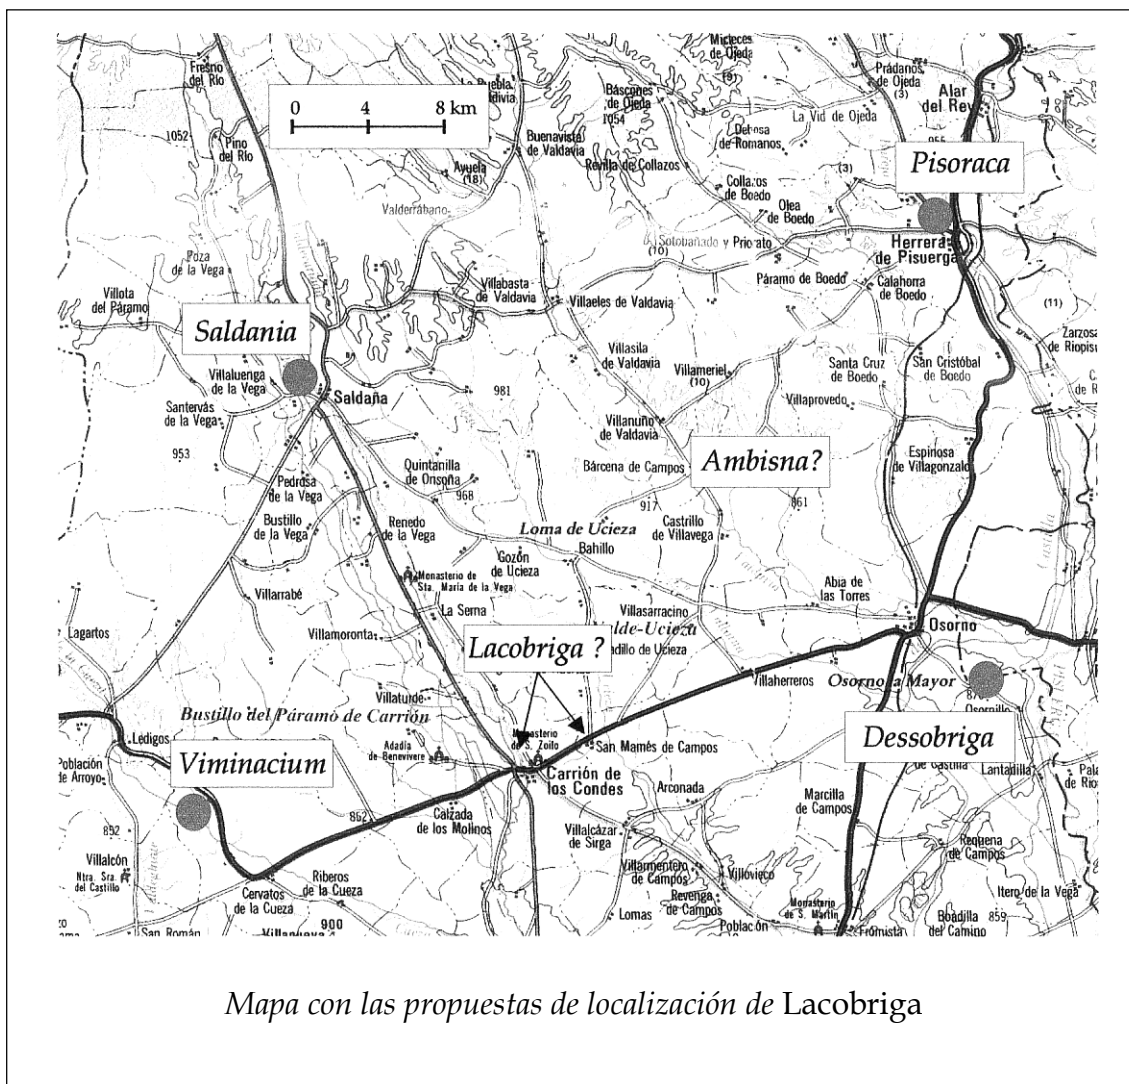 Fresno
del Río
0 4 8 km
1052
Pino
del Río
Báscones
de Ojeda
1054
de Ojeda
(9)
Prádanos
de Ojeda
(3)
Alar
del Rey
La Vid de Ojeda
Buenavista
de Valdavia
Ayuela
(18)
Revilla de Collazos
de Romanos
Pisoraca
Collazos
de Boedo
(3)
Olea
de Boedo
Valderrábano
Sotobañado y Priorato
(10)
Herrera
de Pisuerga
Poza
de la Vega
Páramo de Boedo
Calahorra
de Boedo
Villota
del Páramo
Villabasta
de Valdavia
Villaeles de Valdavia
(11)
Saldania
Zarzosa
Villasila
de Valdavia
Santa Cruz
de Boedo
San Cristóbal
de Boedo
Villaluenga
de la Vega
Villameriel
(10)
Saldaña
981
Villaprovedo
Santervás
de la Vega
Villanuño
de Valdavia
953
Ambisna?
Espinosa
de Villagonzalo
Quintanilla
de Onsoña
968
Bárcena de Campos
Pedrosa
de la Vega
917
861
Bustillo
de la Vega
Renedo
de la Vega
Loma de Ucieza
Castrillo
de Villavega
Bahillo
Gozón
de Ucieza
Monasterio de
Sta. María de la Vega
Villarrabé
Abia de
las Torres
La Serna
Villasarracino
Lagartos
Villamoronta
Osorno
Lacobriga ?
Villaherreros
Osorno la Mayor
Villaturde
Osornillo
Bustillo del Páramo de Carrión
Dessobriga
Ledigos
Abadía
de Benevivere
de S. Zoilo
San Mamés de Campos
Viminacium
Población
de Arroyo
Carrión de
los Condes
Lantadilla
Arconada
Marcilla
de Campos
862
Calzada
de los Molinos
892
Villalcázar
de Sirga
Requena
de Campos
Villalcón
Ntra. Sra.
del Castillo
Villarmentero
de Campos
Villovieco
Riberos
de la Cueza
Cervatos
de la Cueza
Revenga
de Campos
Itero de la Vega
Monasterio
de S. Martín
Lomas
Población
Boadilla
del Camino
859
San Román
900
Frómista
Mapa con las propuestas de localización de Lacobriga